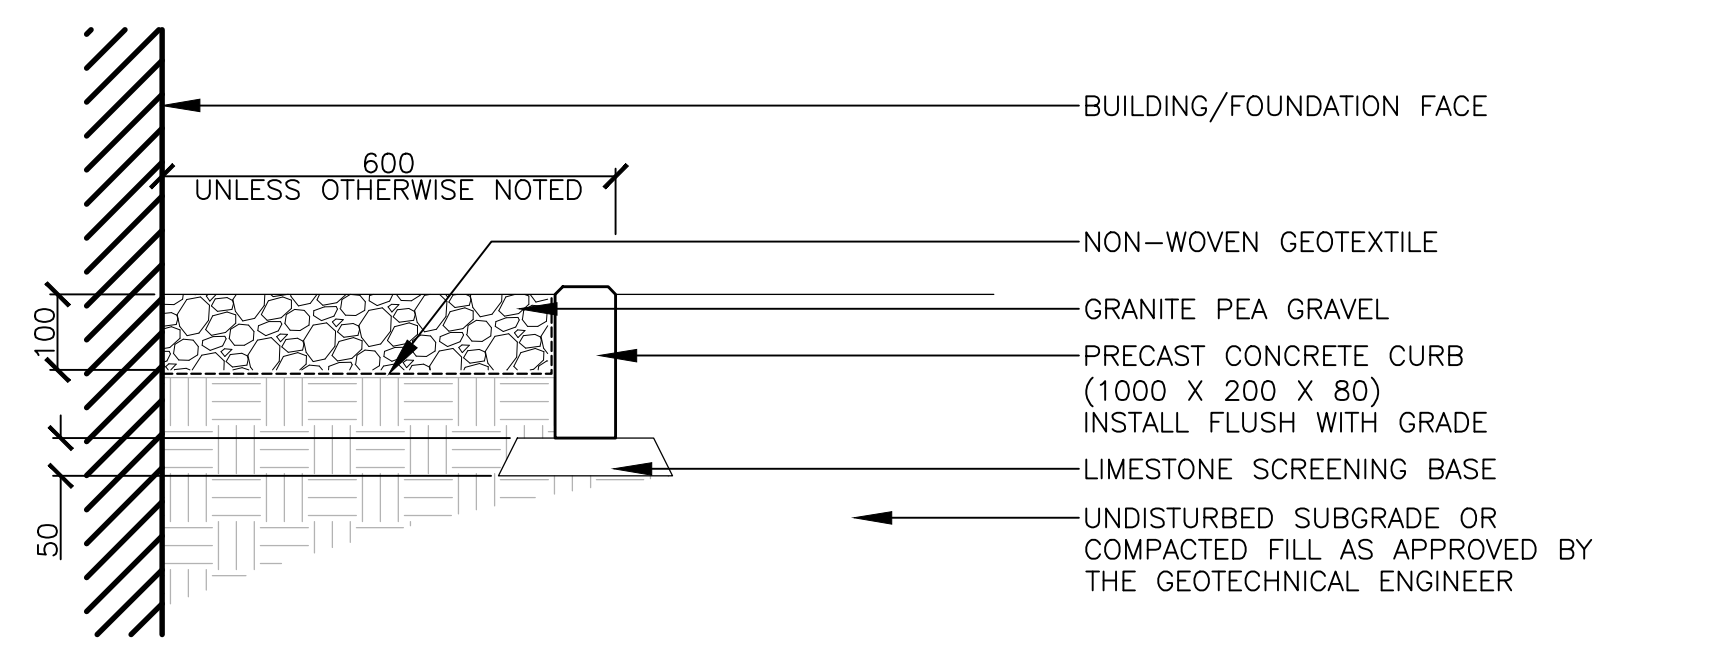 BUILDING/FOUNDATION FACE
600
UNLESS OTHERWISE NOTED
NON-WOVEN GEOTEXTILE
GRANITE PEA GRAVEL
100
PRECAST CONCRETE CURB
(1000 X 200 X 80)
INSTALL FLUSH WITH GRADE
LIMESTONE SCREENING BASE
50
UNDISTURBED SUBGRADE OR
COMPACTED FILL AS APPROVED BY
THE GEOTECHNICAL ENGINEER